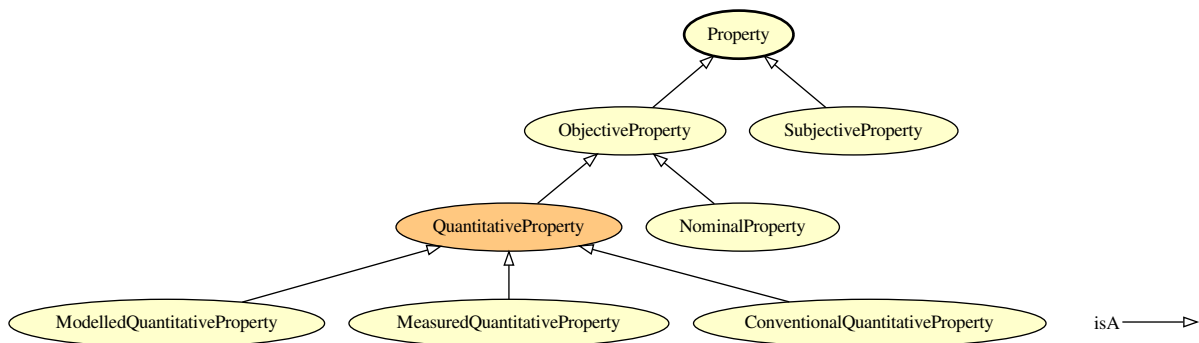 Property
ObjectiveProperty
SubjectiveProperty
QuantitativeProperty
NominalProperty
ModelledQuantitativeProperty
MeasuredQuantitativeProperty
ConventionalQuantitativeProperty
isA